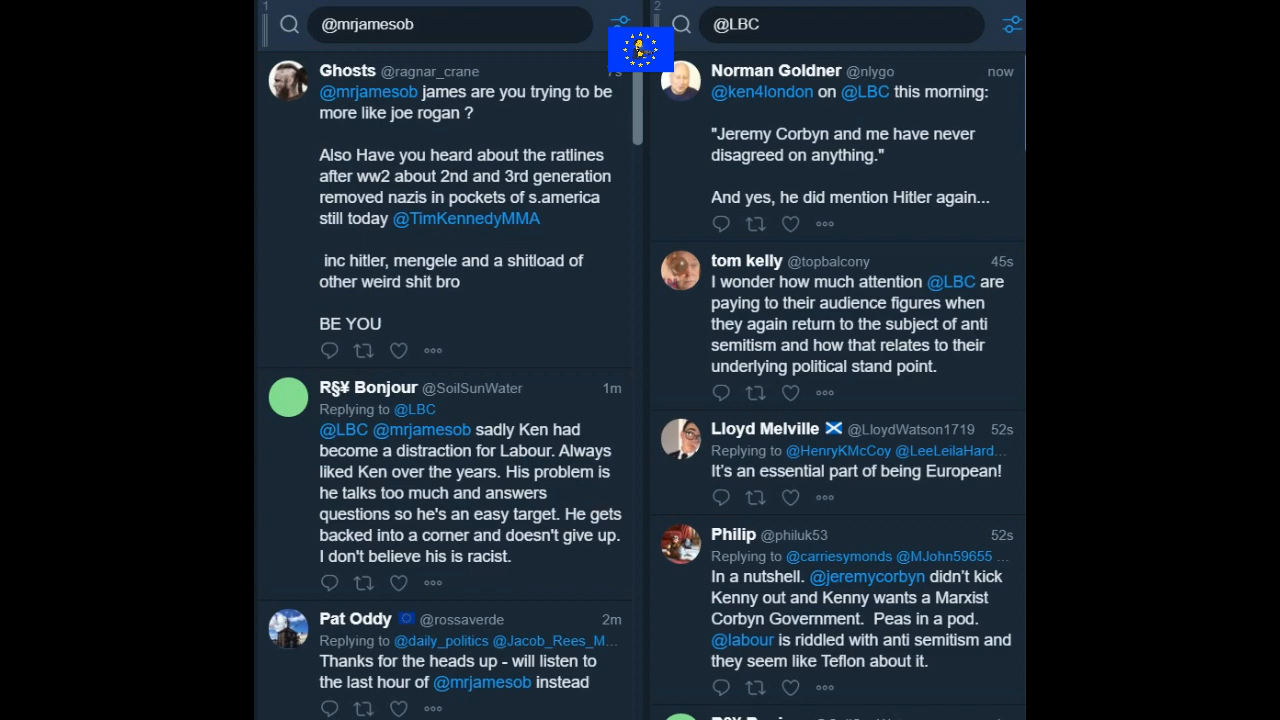 1
@mrjamesob
Ghosts @ragnar_crane 7s
@mrjamesob james are you trying to be
more like joe rogan ?
Also Have you heard about the ratlines
after ww2 about 2nd and 3rd generation
removed nazis in pockets of s.america
still today @TimKennedyMMA
inc hitler, mengele and a shitload of
other weird shit bro
BE YOU
R§¥ Bonjour @SoilSunWater 1m
Replying to @LBC
@LBC @mrjamesob sadly Ken had
become a distraction for Labour. Always
liked Ken over the years. His problem is
he talks too much and answers
questions so he's an easy target. He gets
backed into a corner and doesn't give up.
I don't believe his is racist.
Pat Oddy @rossaverde 2m
Replying to @daily_politics @Jacob_Rees_M…
Thanks for the heads up - will listen to
the last hour of @mrjamesob instead
2
@LBC
Norman Goldner @nlygo now
@ken4london on @LBC this morning:
"Jeremy Corbyn and me have never
disagreed on anything."
And yes, he did mention Hitler again...
tom kelly @topbalcony 45s
I wonder how much attention @LBC are
paying to their audience figures when
they again return to the subject of anti
semitism and how that relates to their
underlying political stand point.
Lloyd Melville @LloydWatson1719 52s
Replying to @HenryKMcCoy @LeeLeilaHard…
It's an essential part of being European!
Philip @philuk53 52s
Replying to @carriesymonds @MJohn59655 …
In a nutshell. @jeremycorbyn didn't kick
Kenny out and Kenny wants a Marxist
Corbyn Government. Peas in a pod.
@labour is riddled with anti semitism and
they seem like Teflon about it.